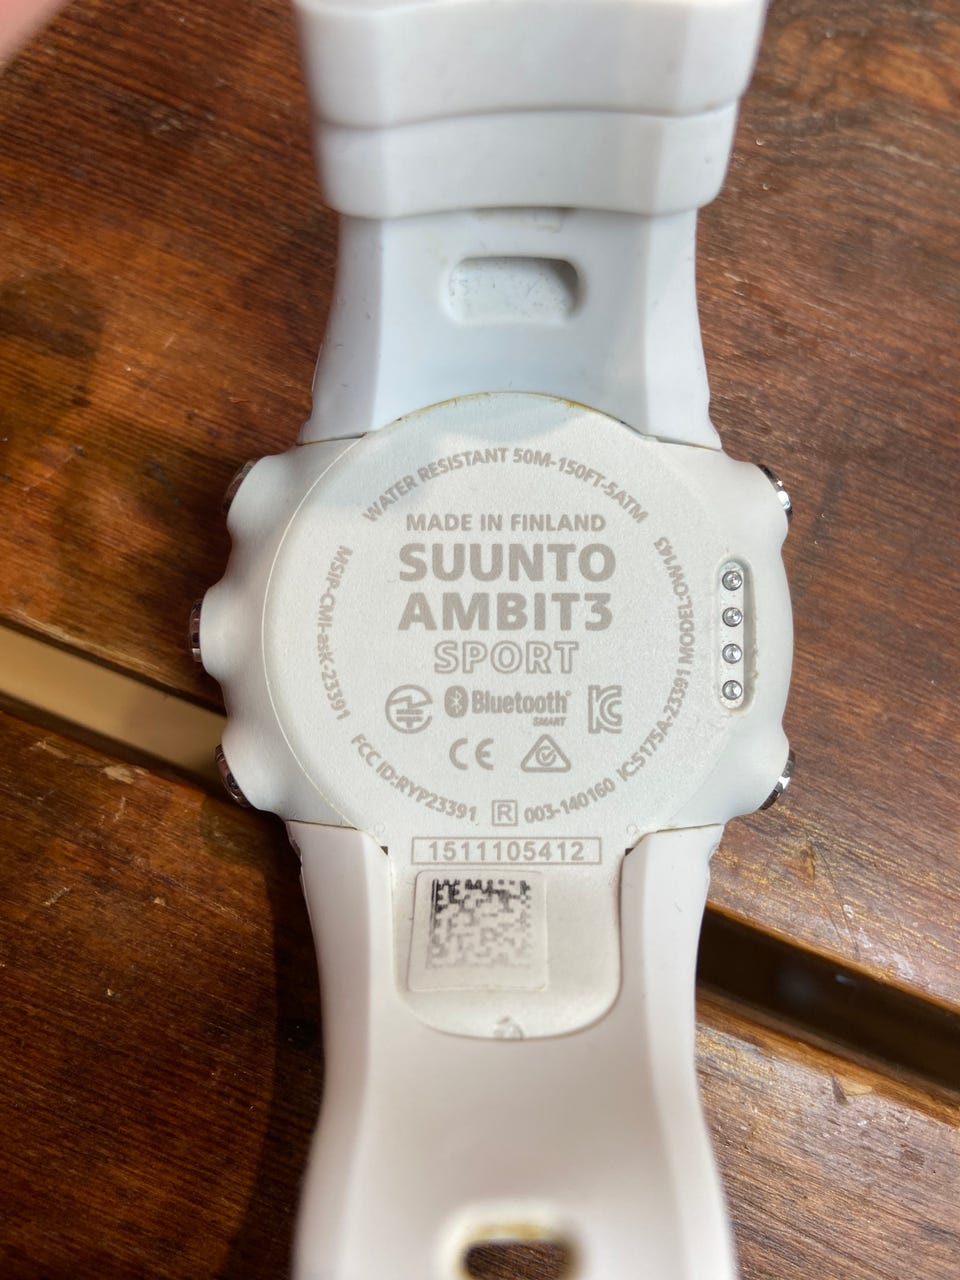 WATER RESISTANT 50M-150FT-5ATM
MADE IN FINLAND
SUUNTO
AMBIT3
SPORT
Bluetooth®
SMART
CE
R
003-140160
IC:5175A-23391 MODEL:OW143
MSIP-CMI-asK-23391
FCC ID:RYP23391
1511105412